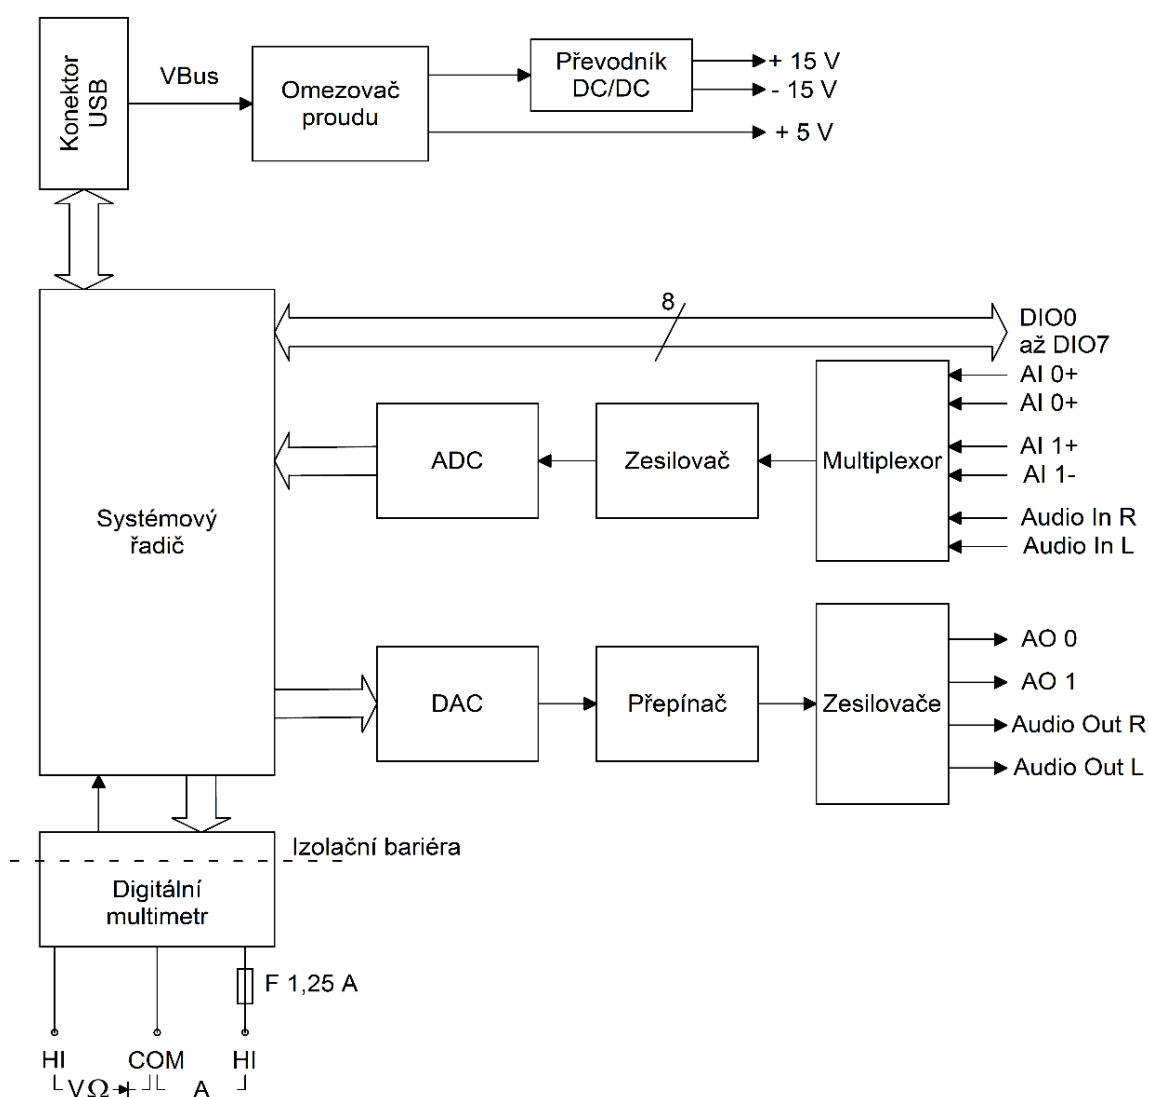 Konektor
USB
VBus
Omezovač
proudu
Převodník
DC/DC
+ 15 V
- 15 V
+ 5 V
8
DIO0
až DIO7
AI 0+
AI 0+
AI 1+
AI 1-
Audio In R
Audio In L
Multiplexor
Zesilovač
ADC
Systémový
řadič
DAC
Přepínač
Zesilovače
AO 0
AO 1
Audio Out R
Audio Out L
Izolační bariéra
Digitální
multimetr
F 1,25 A
HI
COM
HI
VΩ
A